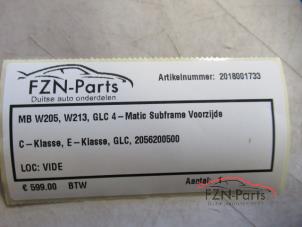 FZN-Parts
Duitse auto onderdelen
Artikelnummer: 2018001733
MB W205, W213, GLC 4-Matic Subframe Voorzijde
C-Klasse, E-Klasse, GLC, 2056200500
LOC: VIDE
€ 599.00 BTW
Aantal: 1
FZN-Parts